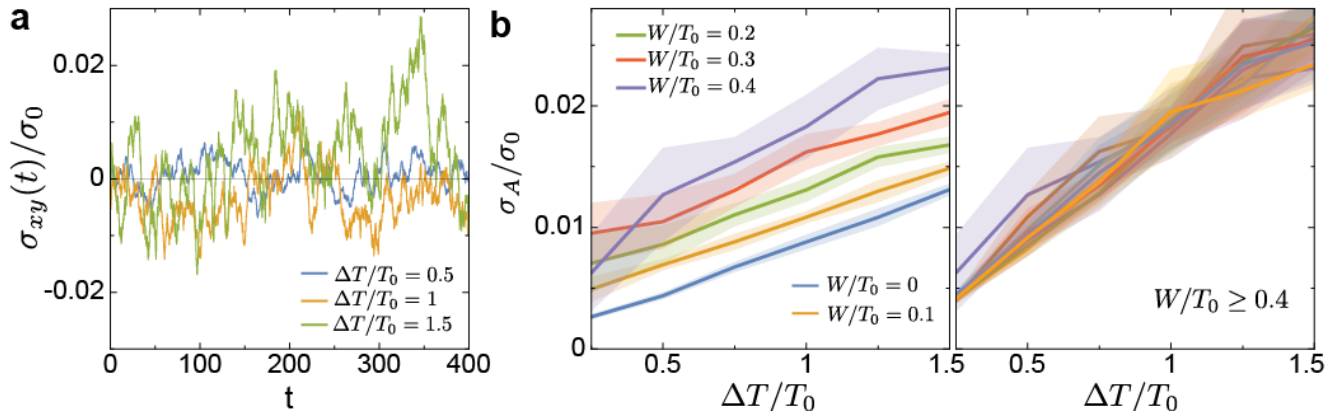 a
σ_xy(t)/σ_0
0.02
0
-0.02
ΔT/T_0 = 0.5
ΔT/T_0 = 1
ΔT/T_0 = 1.5
0 100 200 300 400
t
b
σ_A/σ_0
0.02
0.01
0
W/T_0 = 0.2
W/T_0 = 0.3
W/T_0 = 0.4
W/T_0 = 0
W/T_0 = 0.1
0.5 1 1.5
ΔT/T_0
W/T_0 ≥ 0.4
0.5 1 1.5
ΔT/T_0